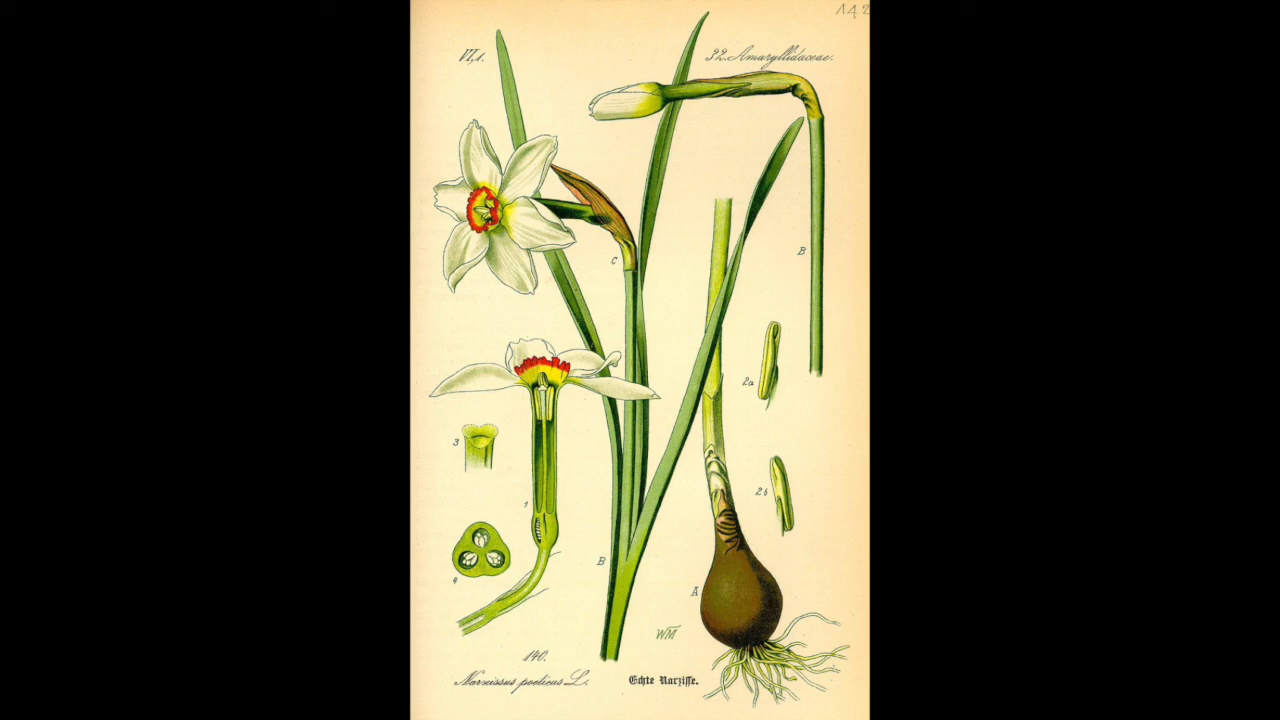 142
VI,1.
32. Amaryllidaceae.
B
C
2a
3
2b
1
B
4
A
WM
140.
Narcissus poeticus L.
Echte Narzisse.